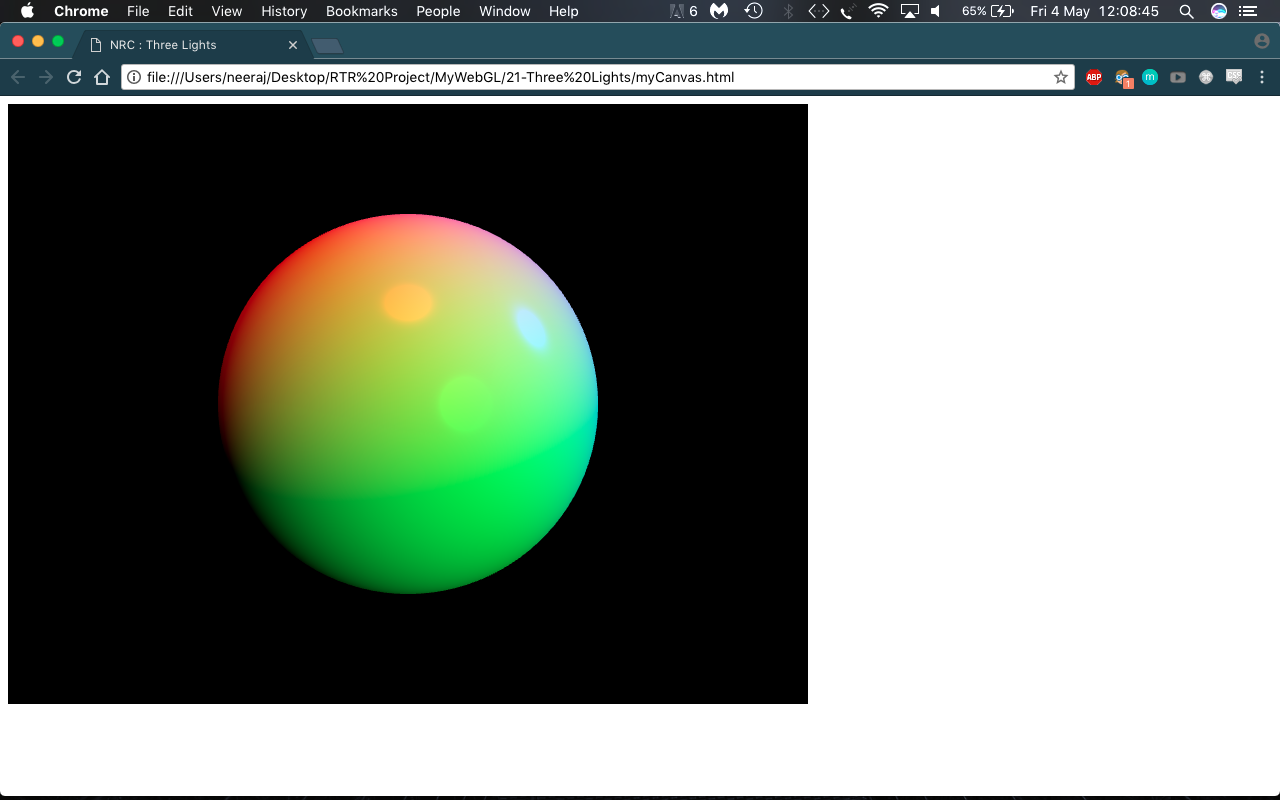 Chrome File Edit View History Bookmarks People Window Help 6 65% Fri 4 May 12:08:45
NRC : Three Lights
file:///Users/neeraj/Desktop/RTR%20Project/MyWebGL/21-Three%20Lights/myCanvas.html ABP 1 m CSP